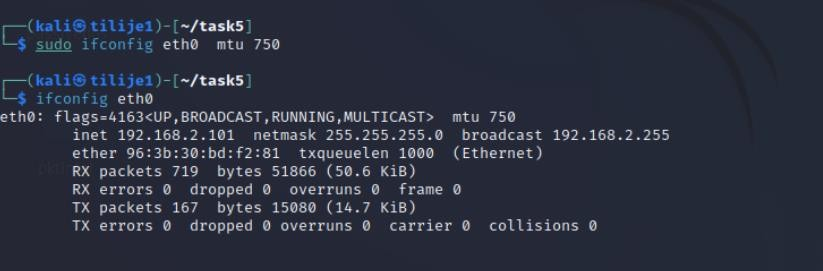 ┌──(kali㉿tilije1)-[~/task5]
└─$ sudo ifconfig eth0  mtu 750
┌──(kali㉿tilije1)-[~/task5]
└─$ ifconfig eth0
eth0: flags=4163<UP,BROADCAST,RUNNING,MULTICAST>  mtu 750
        inet 192.168.2.101  netmask 255.255.255.0  broadcast 192.168.2.255
        ether 96:3b:30:bd:f2:81  txqueuelen 1000  (Ethernet)
        RX packets 719  bytes 51866 (50.6 KiB)
        RX errors 0  dropped 0  overruns 0  frame 0
        TX packets 167  bytes 15080 (14.7 KiB)
        TX errors 0  dropped 0 overruns 0  carrier 0  collisions 0